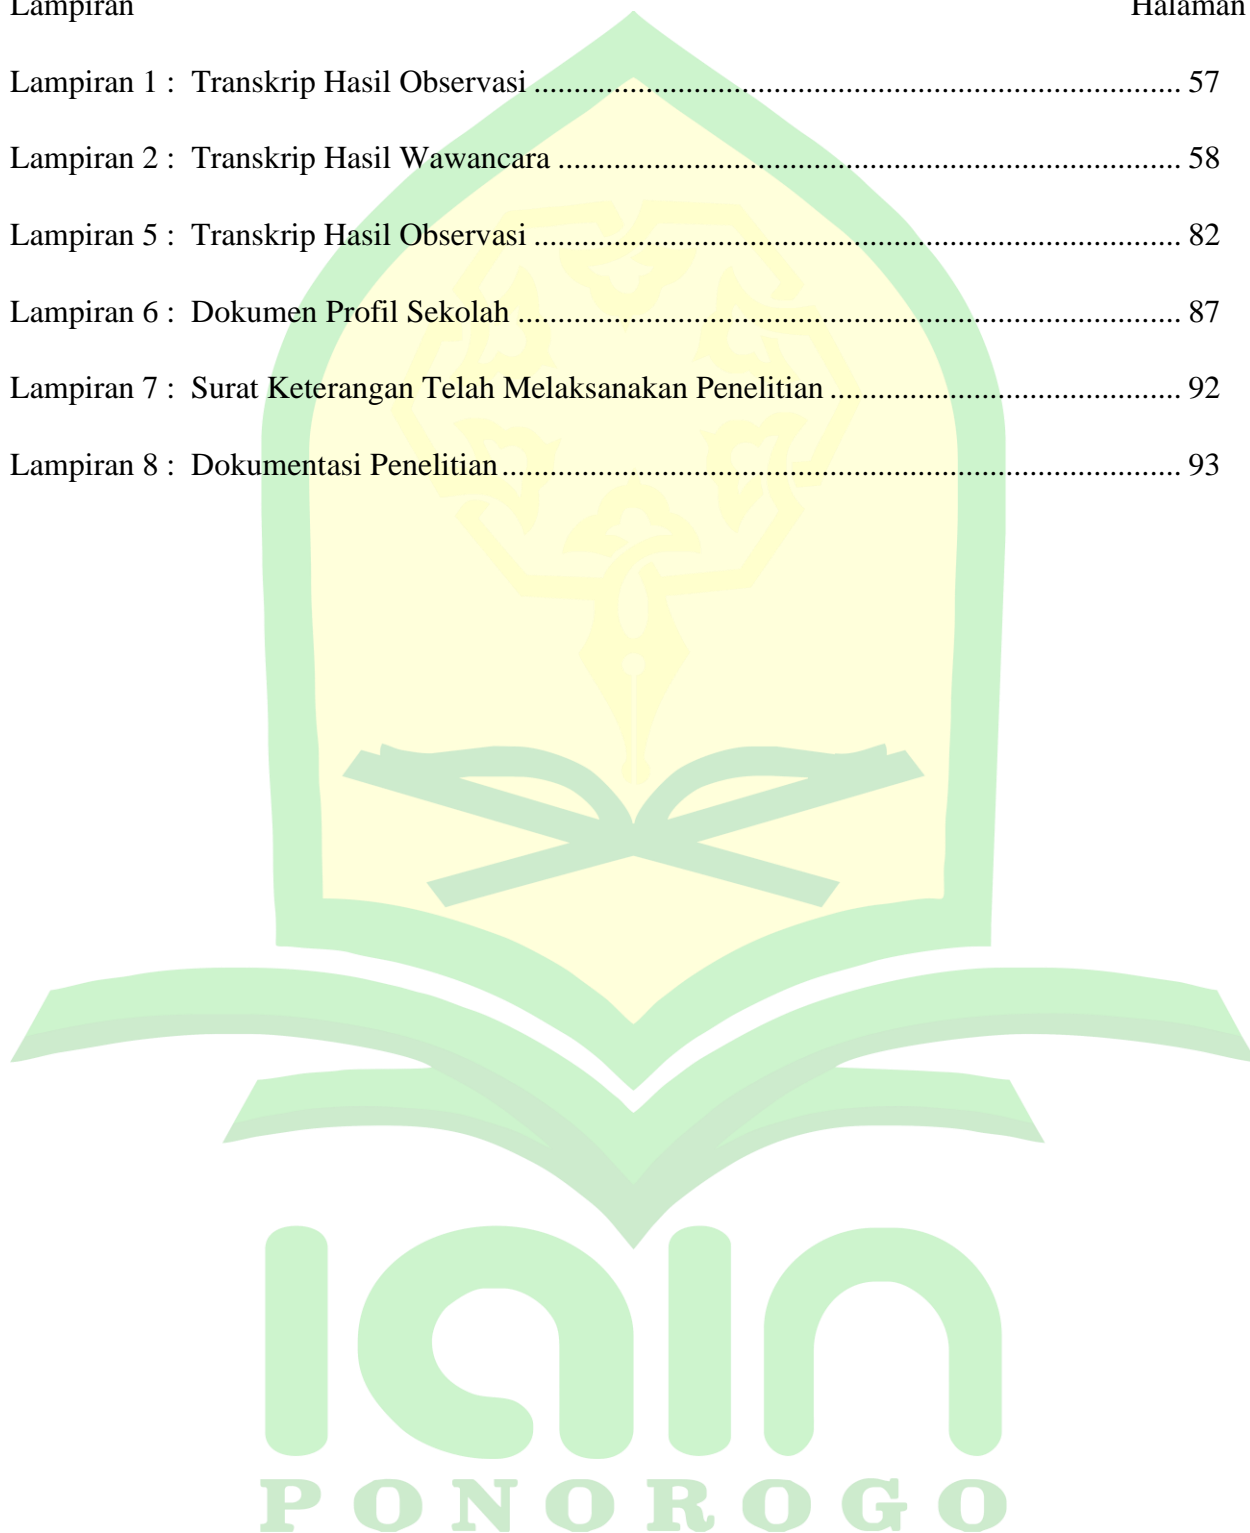 Lampiran Halaman
Lampiran 1 : Transkrip Hasil Observasi ................................................................................. 57
Lampiran 2 : Transkrip Hasil Wawancara .............................................................................. 58
Lampiran 5 : Transkrip Hasil Observasi ................................................................................. 82
Lampiran 6 : Dokumen Profil Sekolah ................................................................................... 87
Lampiran 7 : Surat Keterangan Telah Melaksanakan Penelitian ............................................ 92
Lampiran 8 : Dokumentasi Penelitian ..................................................................................... 93
iain
PONOROGO